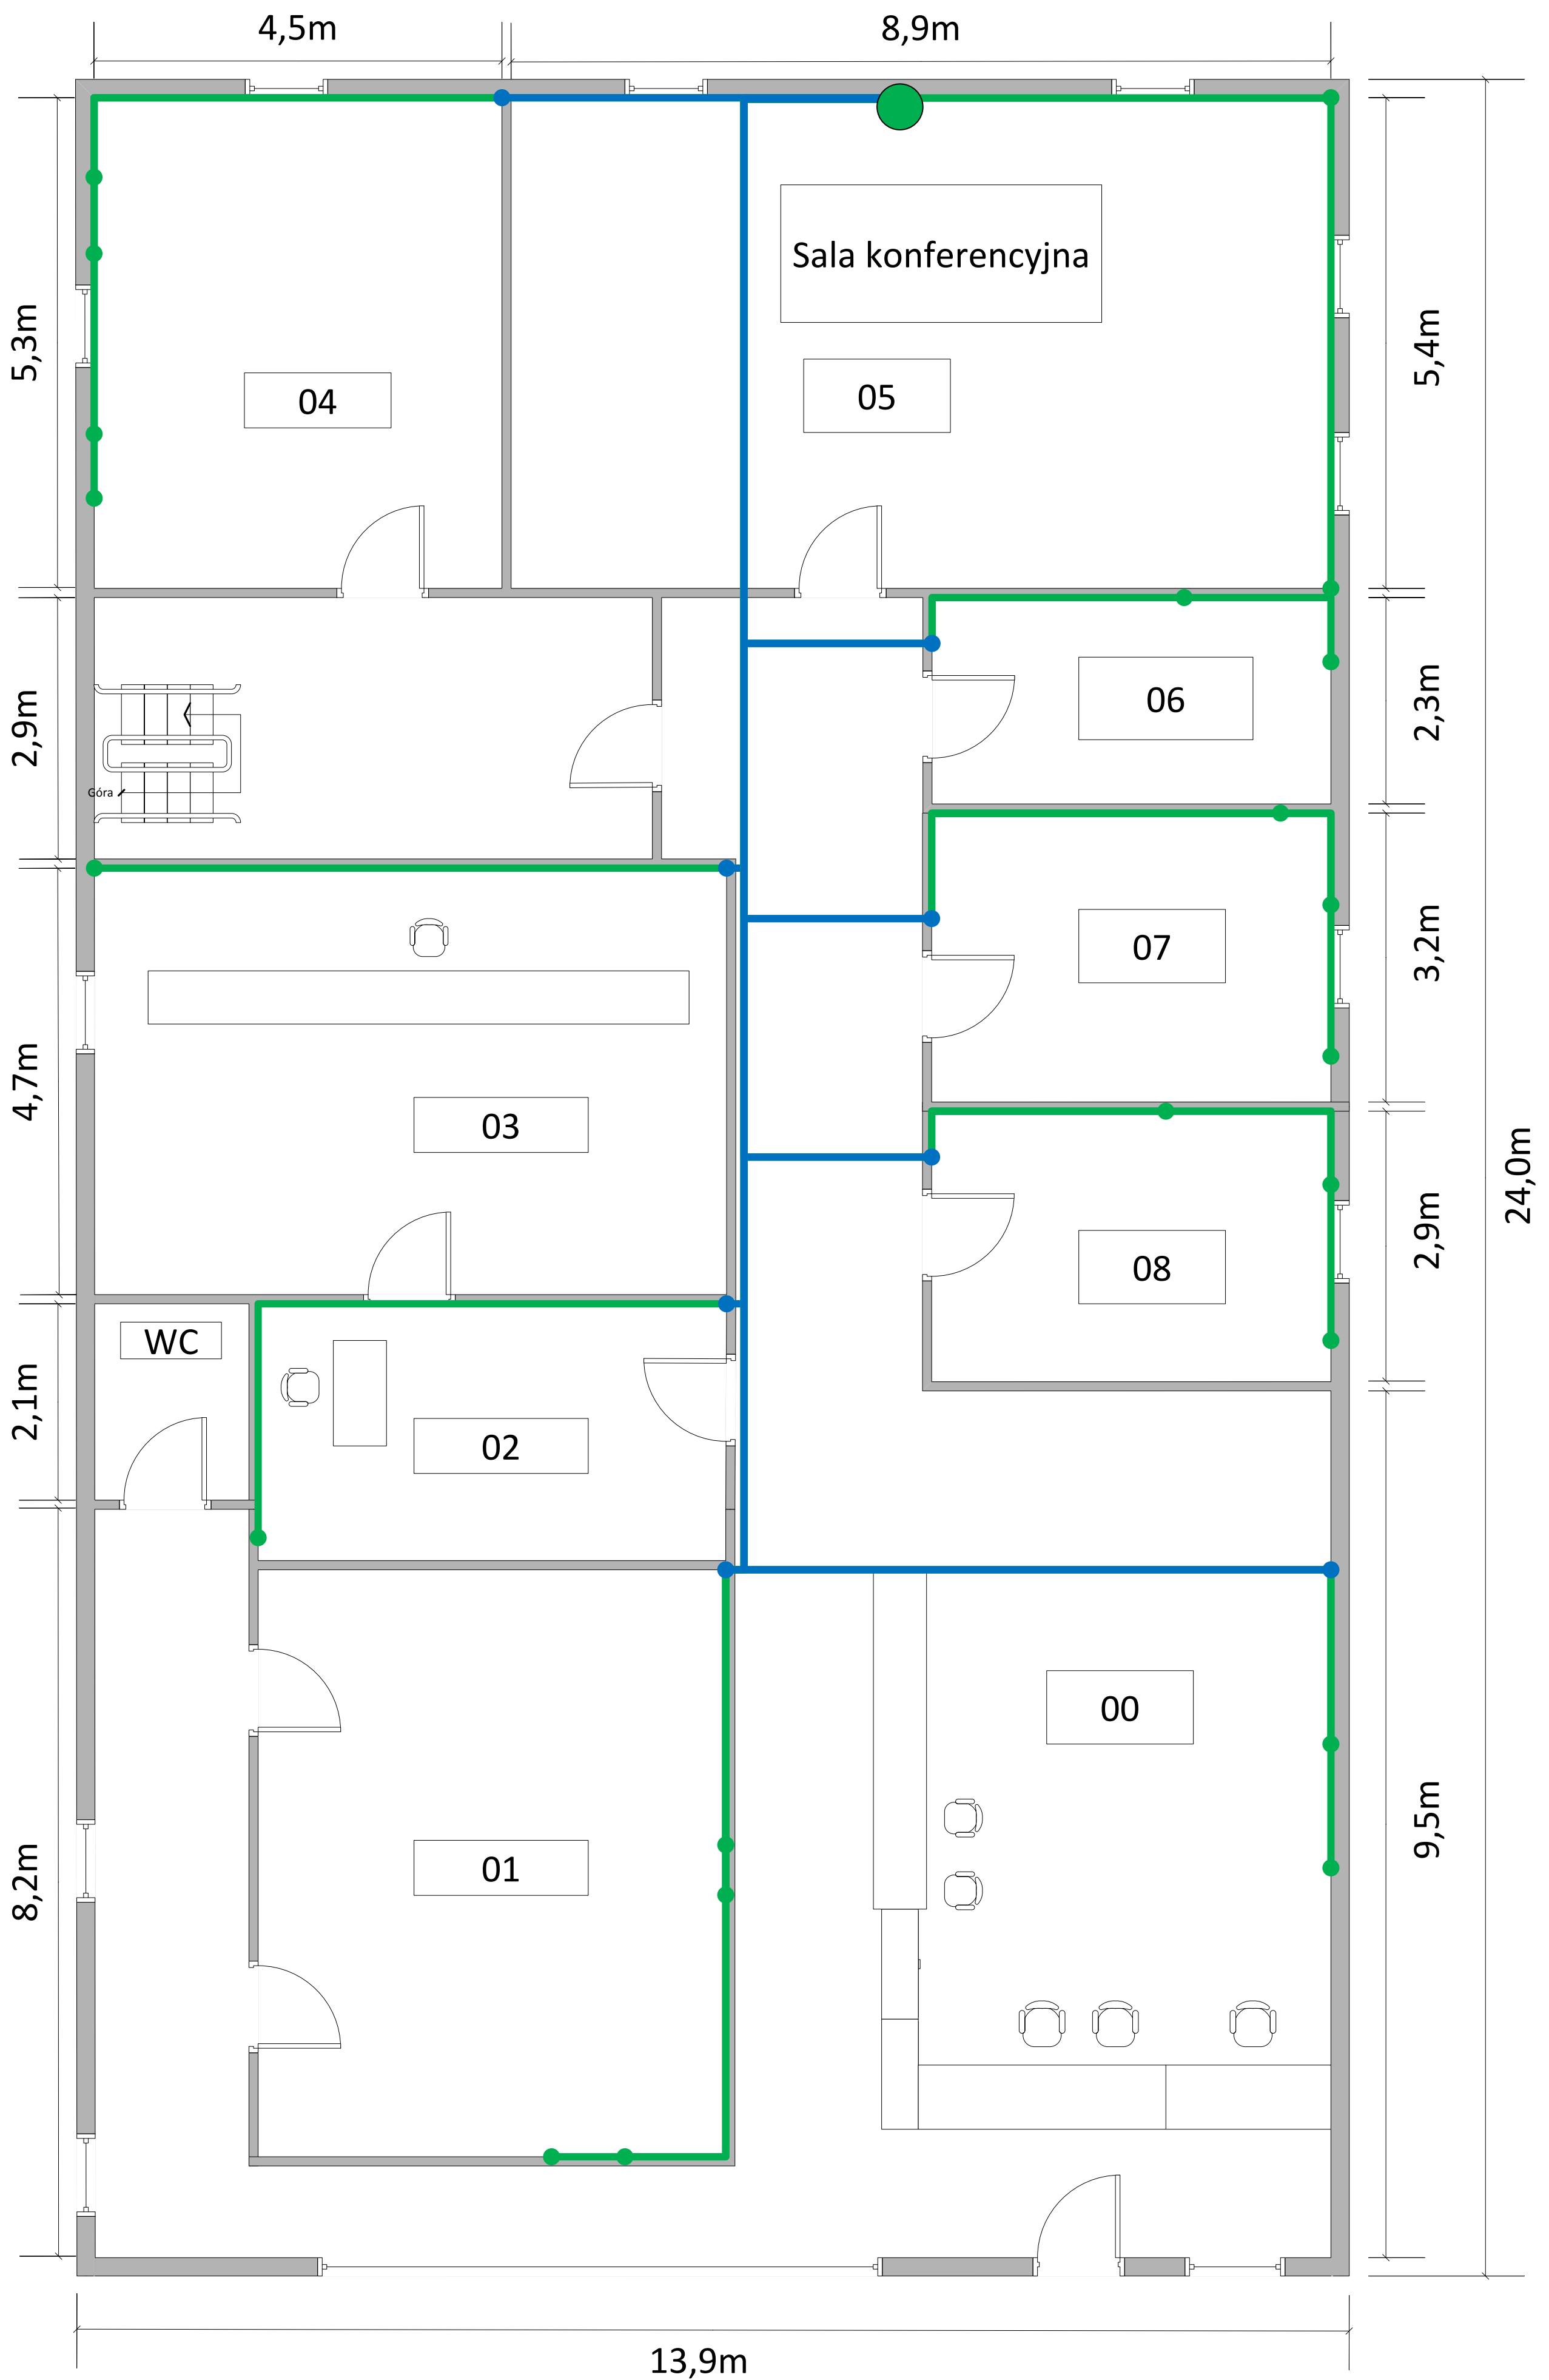 4,5m
8,9m
Sala konferencyjna
5,3m
04
05
5,4m
2,9m
Góra
06
2,3m
07
3,2m
4,7m
03
24,0m
08
2,9m
WC
2,1m
02
00
01
8,2m
9,5m
13,9m